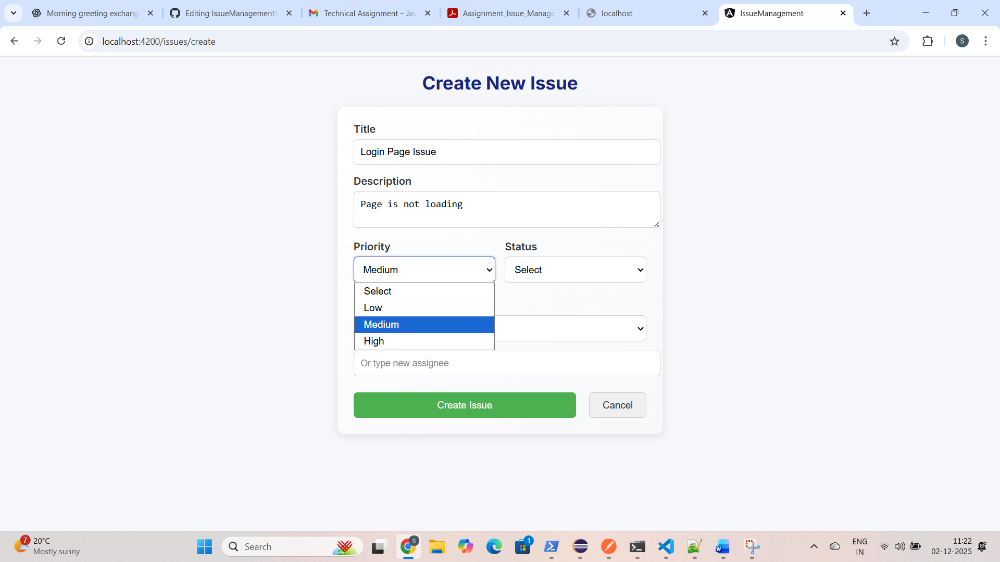 Morning greeting exchang
Editing IssueManagementS
Technical Assignment – Jav
Assignment_Issue_Manage
localhost
IssueManagement
localhost:4200/issues/create
S
Create New Issue
Title
Login Page Issue
Description
Page is not loading
Priority
Status
Medium
Select
Select
Low
Medium
High
Or type new assignee
Create Issue
Cancel
7
20°C
Mostly sunny
Search
S
1
ENG
IN
11:22
02-12-2025